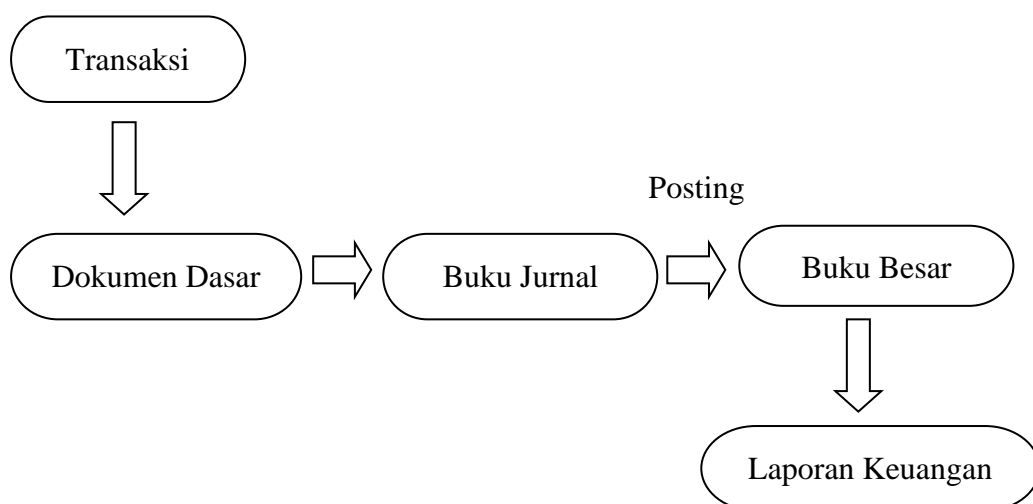 Transaksi
Posting
Dokumen Dasar
Buku Jurnal
Buku Besar
Laporan Keuangan